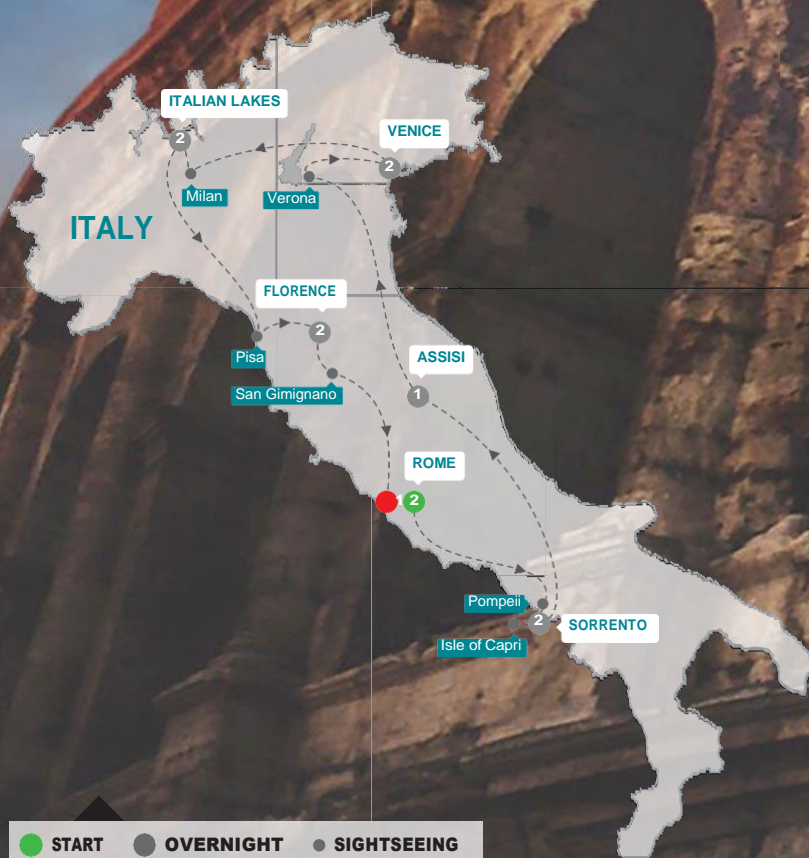 ITALIAN LAKES
2
VENICE
2
Milan
Verona
ITALY
FLORENCE
2
Pisa
San Gimignano
ASSISI
1
ROME
1 2
Pompeii
2 SORRENTO
Isle of Capri
START OVERNIGHT SIGHTSEEING